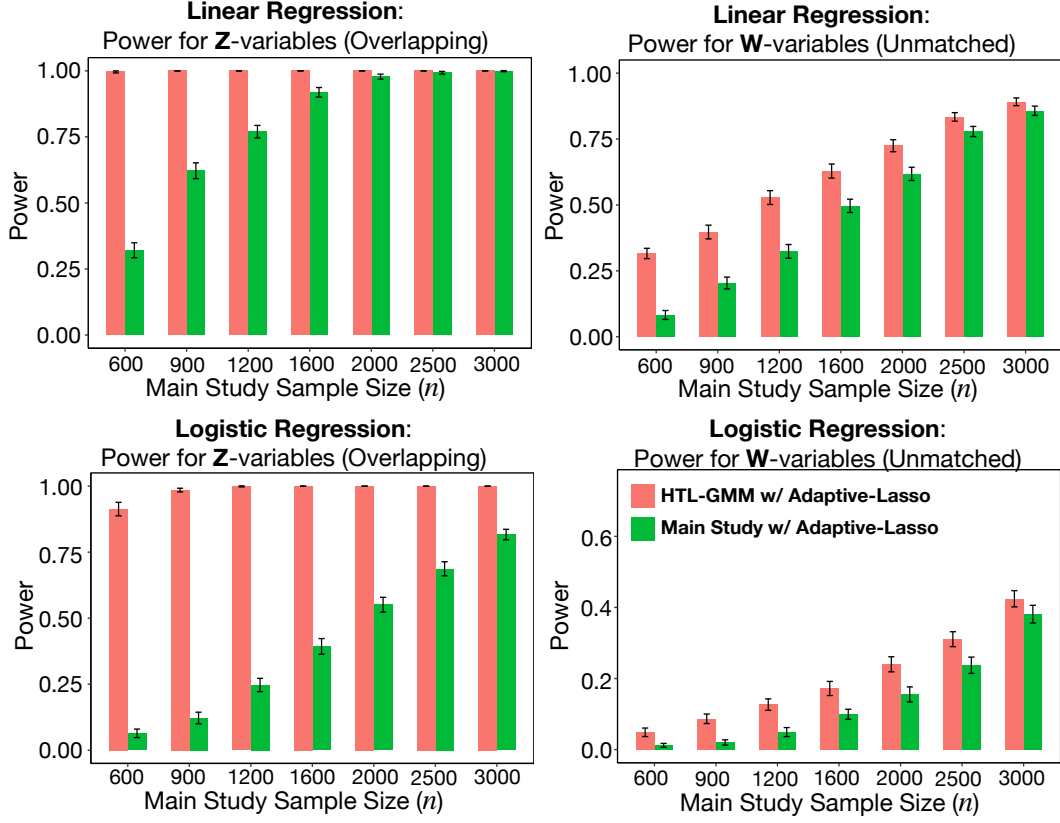 Linear Regression:
Power for Z-variables (Overlapping)
1.00
0.75
0.50
0.25
0.00
Power
600 900 1200 1600 2000 2500 3000
Main Study Sample Size (n)
Linear Regression:
Power for W-variables (Unmatched)
1.00
0.75
0.50
0.25
0.00
Power
600 900 1200 1600 2000 2500 3000
Main Study Sample Size (n)
Logistic Regression:
Power for Z-variables (Overlapping)
1.00
0.75
0.50
0.25
0.00
Power
600 900 1200 1600 2000 2500 3000
Main Study Sample Size (n)
Logistic Regression:
Power for W-variables (Unmatched)
HTL-GMM w/ Adaptive-Lasso
Main Study w/ Adaptive-Lasso
0.6
0.4
0.2
0.0
Power
600 900 1200 1600 2000 2500 3000
Main Study Sample Size (n)